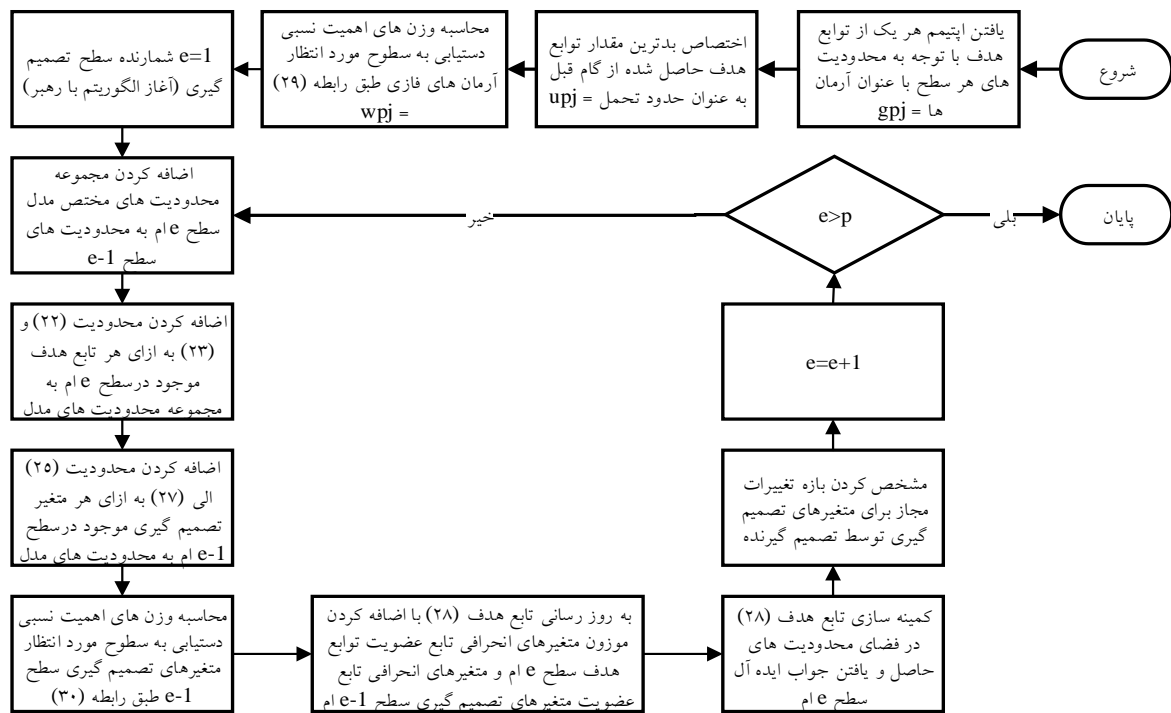 شروع
یافتن اپتیمم هر یک از توابع
هدف با توجه به محدودیت
های هر سطح با عنوان آرمان
ها = gpj
اختصاص بدترین مقدار توابع
هدف حاصل شده از گام قبل
به عنوان حدود تحمل = upj
محاسبه وزن های اهمیت نسبی
دستیابی به سطوح مورد انتظار
آرمان های فازی طبق رابطه (۲۹)
= wpj
e=1 شمارنده سطح تصمیم
گیری (آغاز الگوریتم با رهبر)
اضافه کردن مجموعه
محدودیت های مختص مدل
سطح e ام به محدودیت های
سطح e-1
اضافه کردن محدودیت (۲۲) و
(۲۳) به ازای هر تابع هدف
موجود درسطح e ام به
مجموعه محدودیت های مدل
اضافه کردن محدودیت (۲۵)
الی (۲۷) به ازای هر متغیر
تصمیم گیری موجود درسطح
e-1 ام به محدودیت های مدل
محاسبه وزن های اهمیت نسبی
دستیابی به سطوح مورد انتظار
متغیرهای تصمیم گیری سطح
e-1 طبق رابطه (۳۰)
به روز رسانی تابع هدف (۲۸) با اضافه کردن
موزون متغیرهای انحرافی تابع عضویت توابع
هدف سطح e ام و متغیرهای انحرافی تابع
عضویت متغیرهای تصمیم گیری سطح e-1 ام
کمینه سازی تابع هدف (۲۸)
در فضای محدودیت های
حاصل و یافتن جواب ایده آل
سطح e ام
مشخص کردن بازه تغییرات
مجاز برای متغیرهای تصمیم
گیری توسط تصمیم گیرنده
e=e+1
e>p
خیر
بلی
پایان